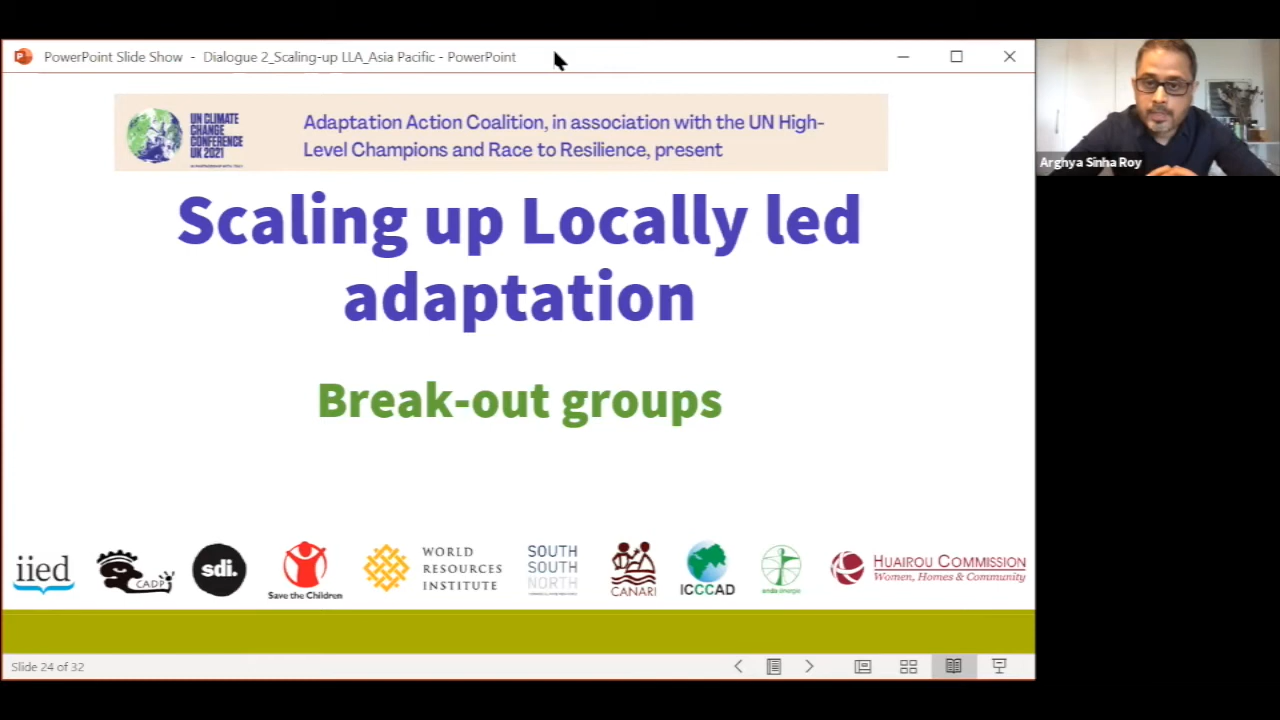 PowerPoint Slide Show - Dialogue 2_Scaling-up LLA_Asia Pacific - PowerPoint
UN CLIMATE
CHANGE
CONFERENCE
UK 2021
Adaptation Action Coalition, in association with the UN High-
Level Champions and Race to Resilience, present
Arghya Sinha Roy
Scaling up Locally led
adaptation
Break-out groups
iied
CADP
sdi.
Save the Children
WORLD
RESOURCES
INSTITUTE
SOUTH
SOUTH
NORTH
CANARI
ICCCAD
enda energie
HUAIROU COMMISSION
Women, Homes & Community
Slide 24 of 32